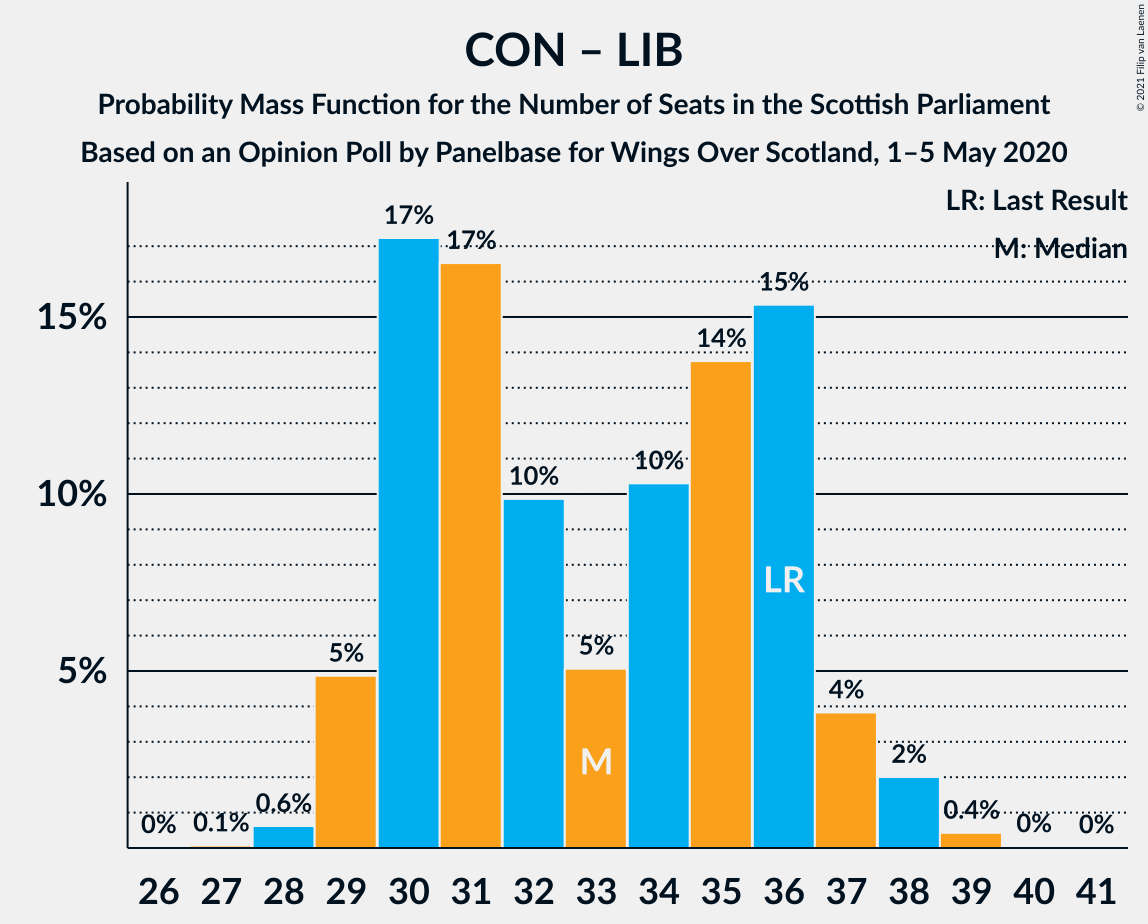 CON – LIB
Probability Mass Function for the Number of Seats in the Scottish Parliament
Based on an Opinion Poll by Panelbase for Wings Over Scotland, 1–5 May 2020
© 2021 Filip van Laenen
LR: Last Result
M: Median
15%
10%
5%
0%
0.1%
0.6%
5%
17%
17%
10%
5%
10%
14%
15%
4%
2%
0.4%
0%
0%
LR
M
26 27 28 29 30 31 32 33 34 35 36 37 38 39 40 41